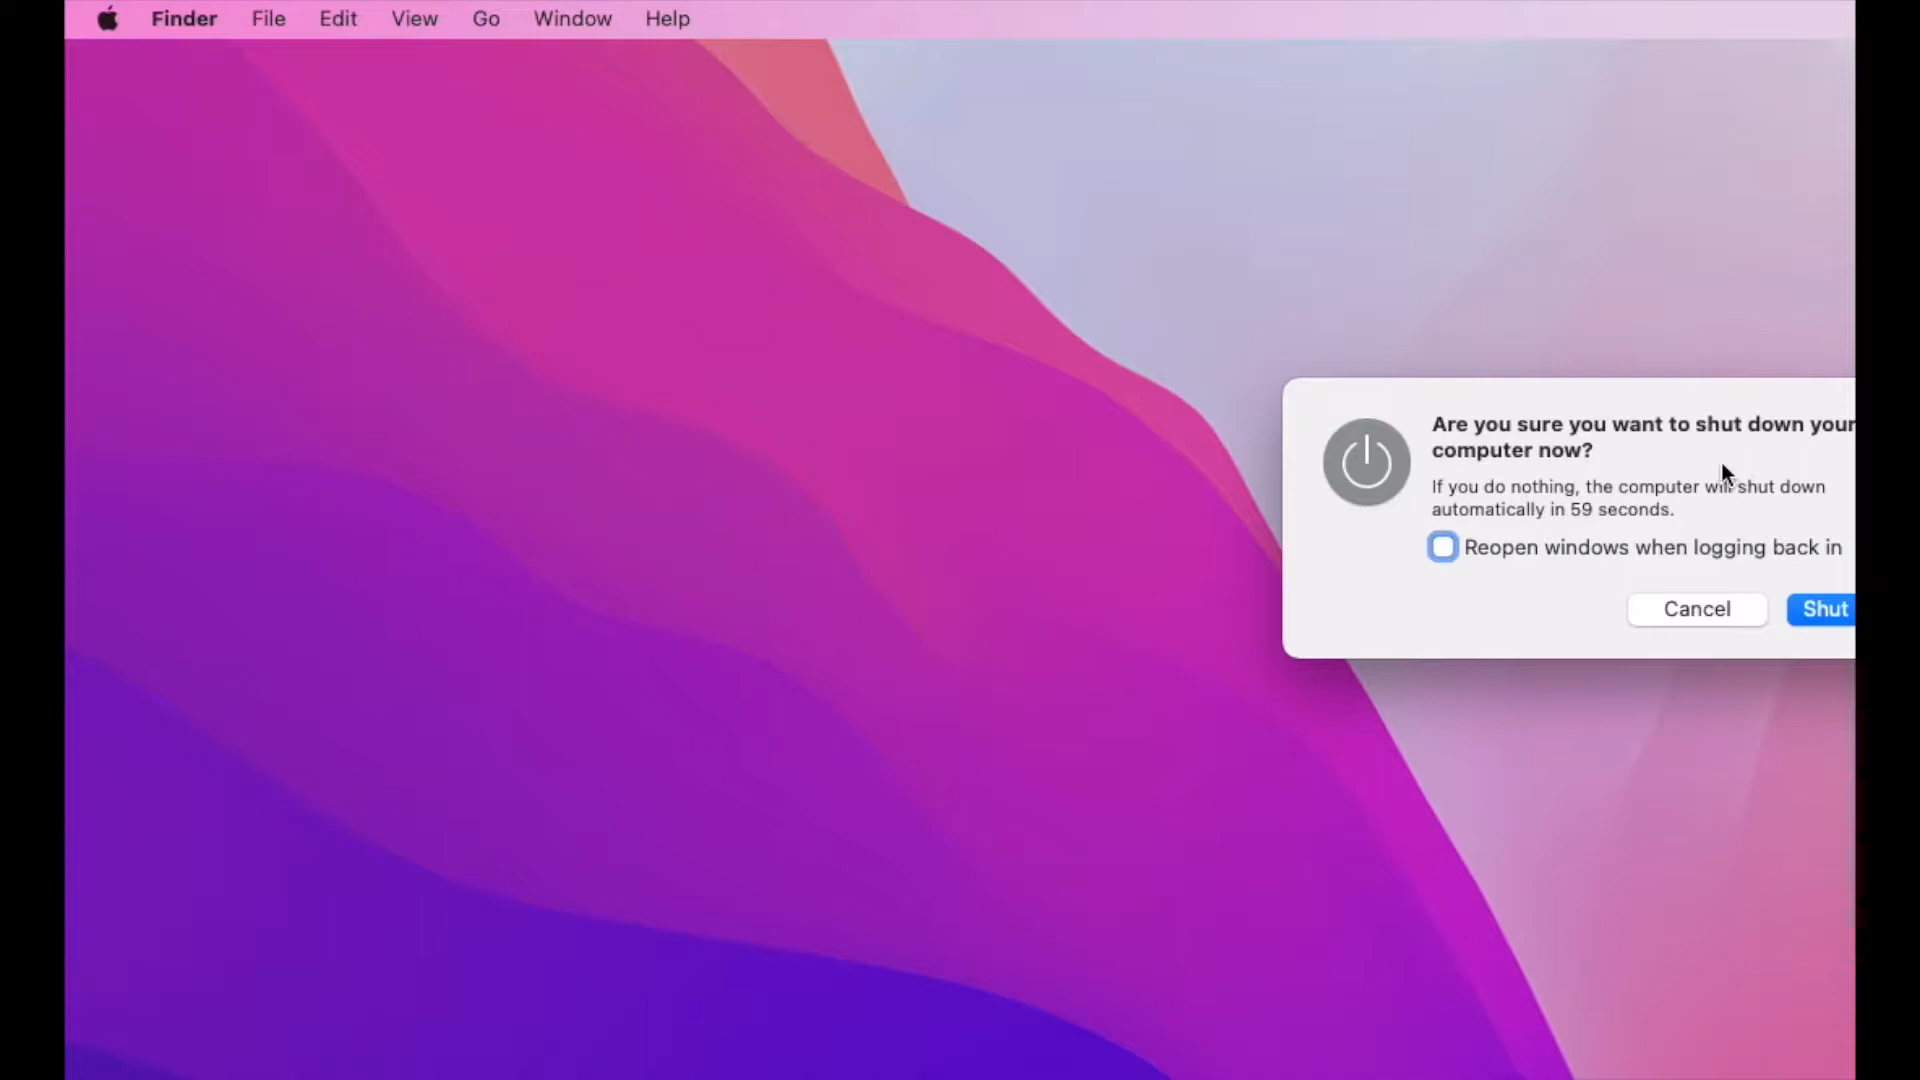 Finder File Edit View Go Window Help
Are you sure you want to shut down your
computer now?
If you do nothing, the computer will shut down
automatically in 59 seconds.
Reopen windows when logging back in
Cancel Shut